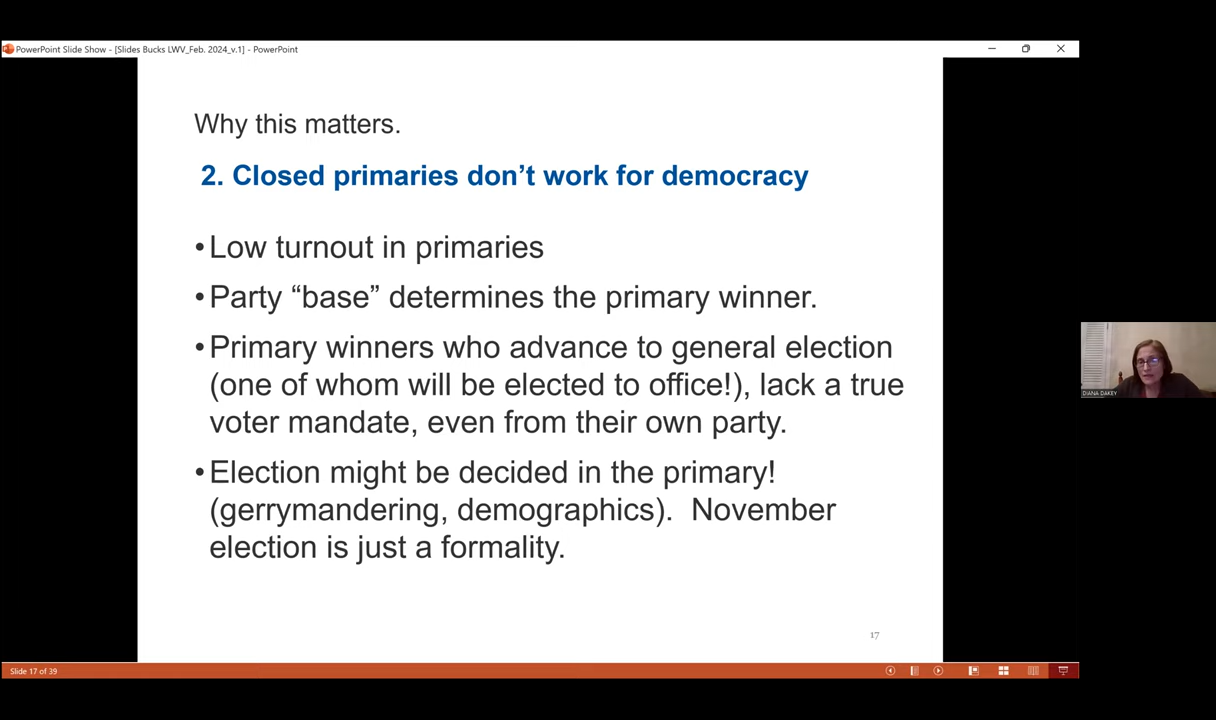 PowerPoint Slide Show - [Slides Bucks LWV_Feb. 2024_v.1] - PowerPoint
Why this matters.
2. Closed primaries don’t work for democracy
•Low turnout in primaries
•Party “base” determines the primary winner.
•Primary winners who advance to general election
(one of whom will be elected to office!), lack a true
voter mandate, even from their own party.
•Election might be decided in the primary!
(gerrymandering, demographics).  November
election is just a formality.
17
DIANA DAKEY
Slide 17 of 39